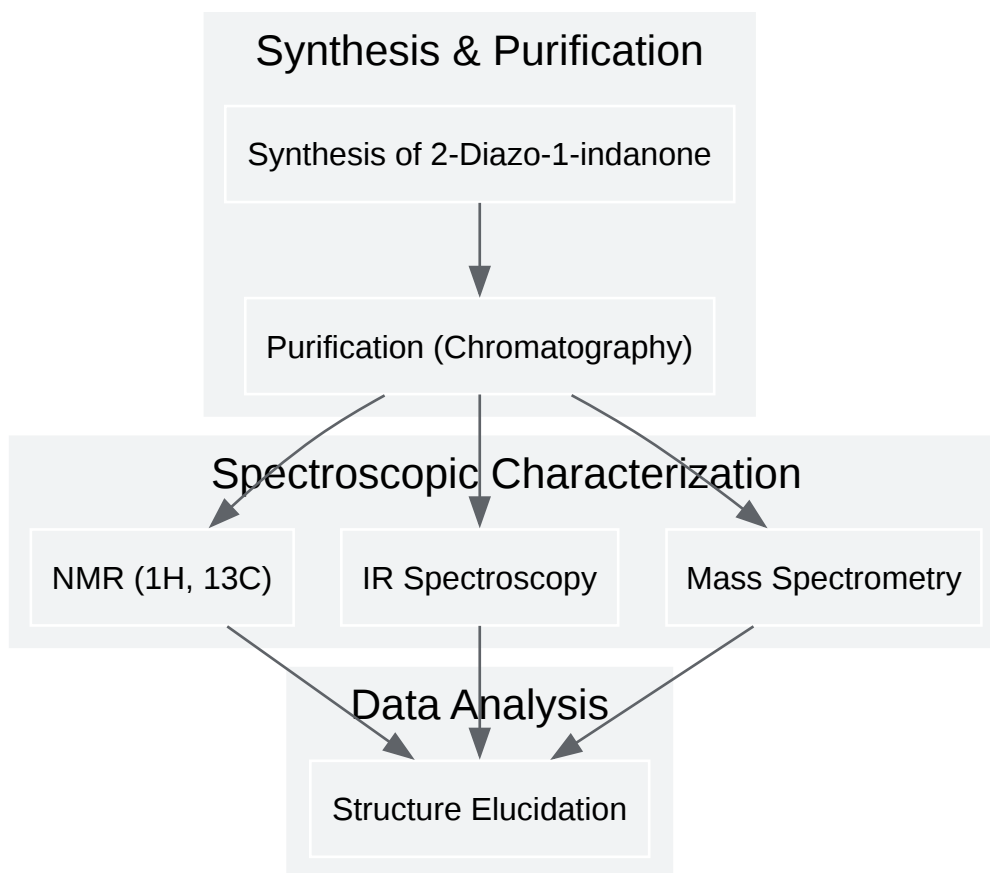 Synthesis & Purification
Synthesis of 2-Diazo-1-indanone
Purification (Chromatography)
Spectroscopic Characterization
NMR (1H, 13C)
IR Spectroscopy
Mass Spectrometry
Data Analysis
Structure Elucidation